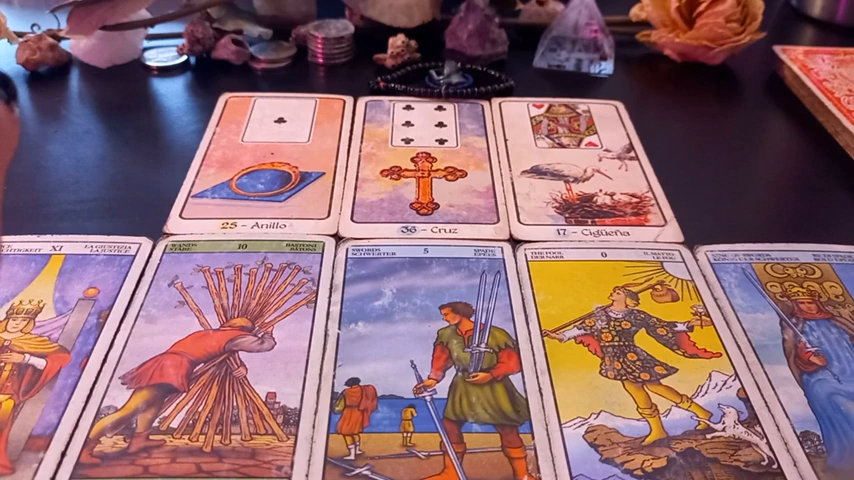 25 - Anillo
36 - Cruz
17 - Cigüeña
XI
LA GIUSTIZIA
LA JUSTICE
WANDS
STÄBE
10
BASTONI
BÂTONS
SWORDS
SCHWERTER
5
SPADE
EPEES
THE FOOL
DER NARR
0
IL MATTO
LE FOU